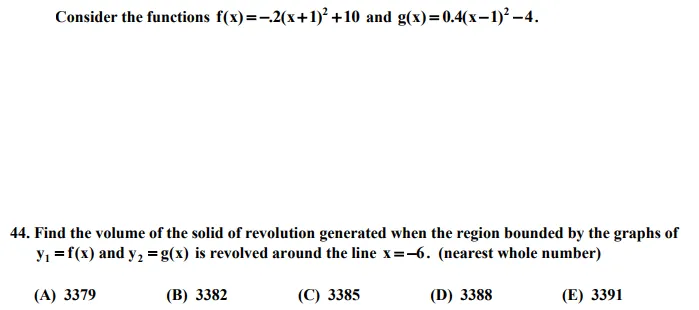 Consider the functions f(x)=−.2(x+1)²+10 and g(x)=0.4(x−1)²−4.
44. Find the volume of the solid of revolution generated when the region bounded by the graphs of
y₁ =f(x) and y₂ =g(x) is revolved around the line x=−6. (nearest whole number)
(A) 3379 (B) 3382 (C) 3385 (D) 3388 (E) 3391